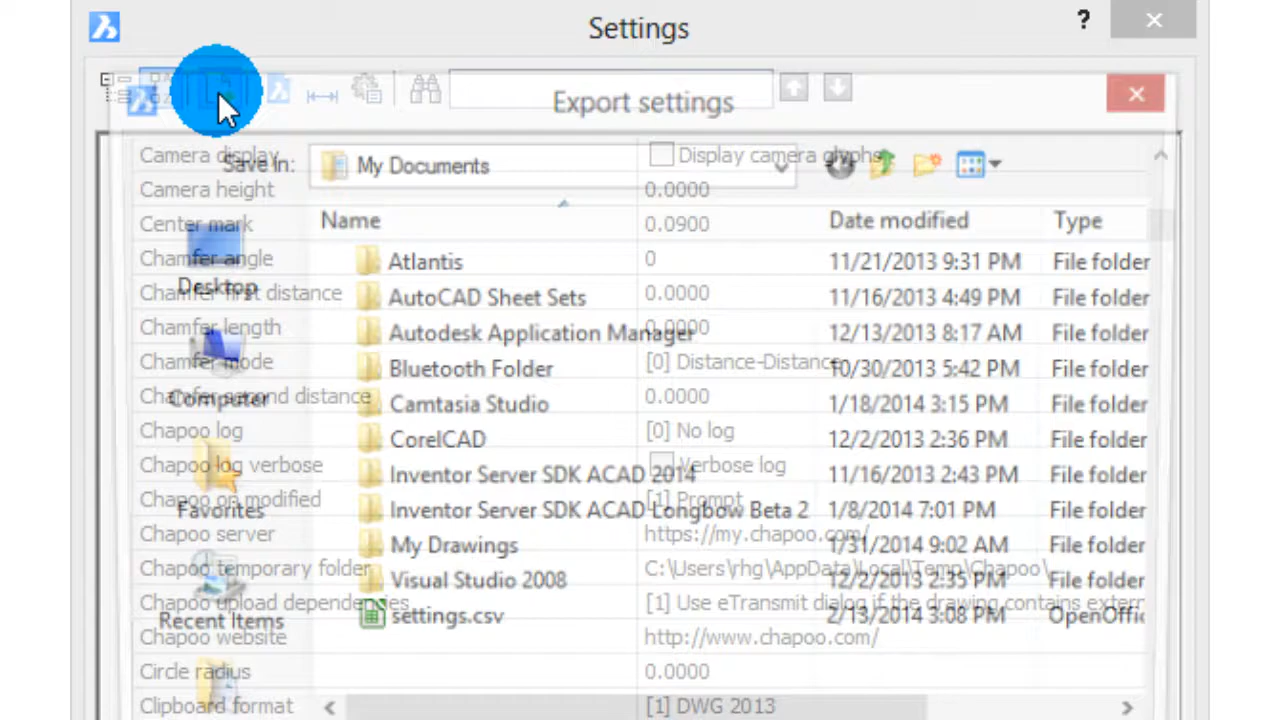 Settings
?
Export settings
Save in: My Documents
Name Date modified Type
Atlantis 11/21/2013 9:31 PM File folder
AutoCAD Sheet Sets 11/16/2013 4:49 PM File folder
Autodesk Application Manager 12/13/2013 8:17 AM File folder
Bluetooth Folder 10/30/2013 5:42 PM File folder
Camtasia Studio 1/18/2014 3:15 PM File folder
CorelCAD 12/2/2013 2:36 PM File folder
Inventor Server SDK ACAD 2014 11/16/2013 2:43 PM File folder
Inventor Server SDK ACAD Longbow Beta 2 1/8/2014 7:01 PM File folder
My Drawings 1/31/2014 9:02 AM File folder
Visual Studio 2008 12/2/2013 2:35 PM File folder
settings.csv 2/13/2014 3:08 PM OpenOffic
Desktop
Computer
Favorites
Recent Items
Camera display Display camera glyphs
Camera height 0.0000
Center mark 0.0900
Chamfer angle 0
Chamfer first distance 0.0000
Chamfer length 0.0000
Chamfer mode [0] Distance-Distance
Chamfer second distance 0.0000
Chapoo log [0] No log
Chapoo log verbose Verbose log
Chapoo on modified [1] Prompt
Chapoo server https://my.chapoo.com/
Chapoo temporary folder C:\Users\rhg\AppData\Local\Temp\Chapoo\
Chapoo upload dependencies [1] Use eTransmit dialog if the drawing contains extern
Chapoo website http://www.chapoo.com/
Circle radius 0.0000
Clipboard format [1] DWG 2013